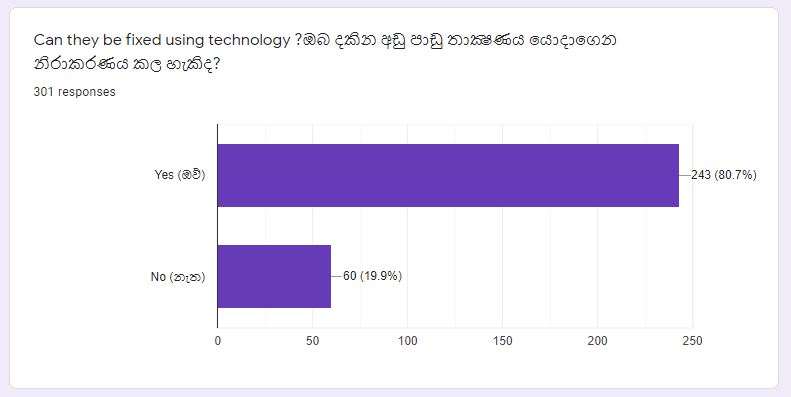 Can they be fixed using technology ?ඔබ දකින අඩු පාඩු තාක්ෂණය යොදාගෙන
නිරාකරණය කල හැකිද?
301 responses
Yes (ඔව්)
243 (80.7%)
No (නැත)
60 (19.9%)
0
50
100
150
200
250